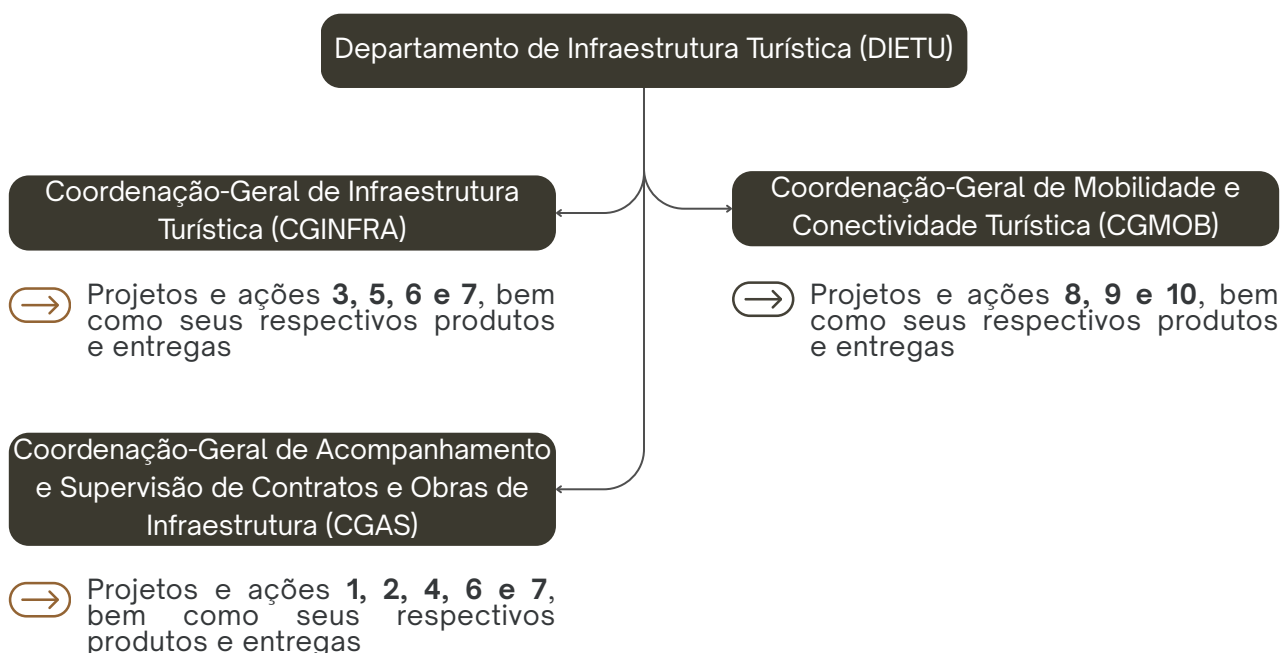 Departamento de Infraestrutura Turística (DIETU)
Coordenação-Geral de Infraestrutura
Turística (CGINFRA)
Projetos e ações 3, 5, 6 e 7, bem
como seus respectivos produtos
e entregas
Coordenação-Geral de Mobilidade e
Conectividade Turística (CGMOB)
Projetos e ações 8, 9 e 10, bem
como seus respectivos produtos
e entregas
Coordenação-Geral de Acompanhamento
e Supervisão de Contratos e Obras de
Infraestrutura (CGAS)
Projetos e ações 1, 2, 4, 6 e 7,
bem como seus respectivos
produtos e entregas